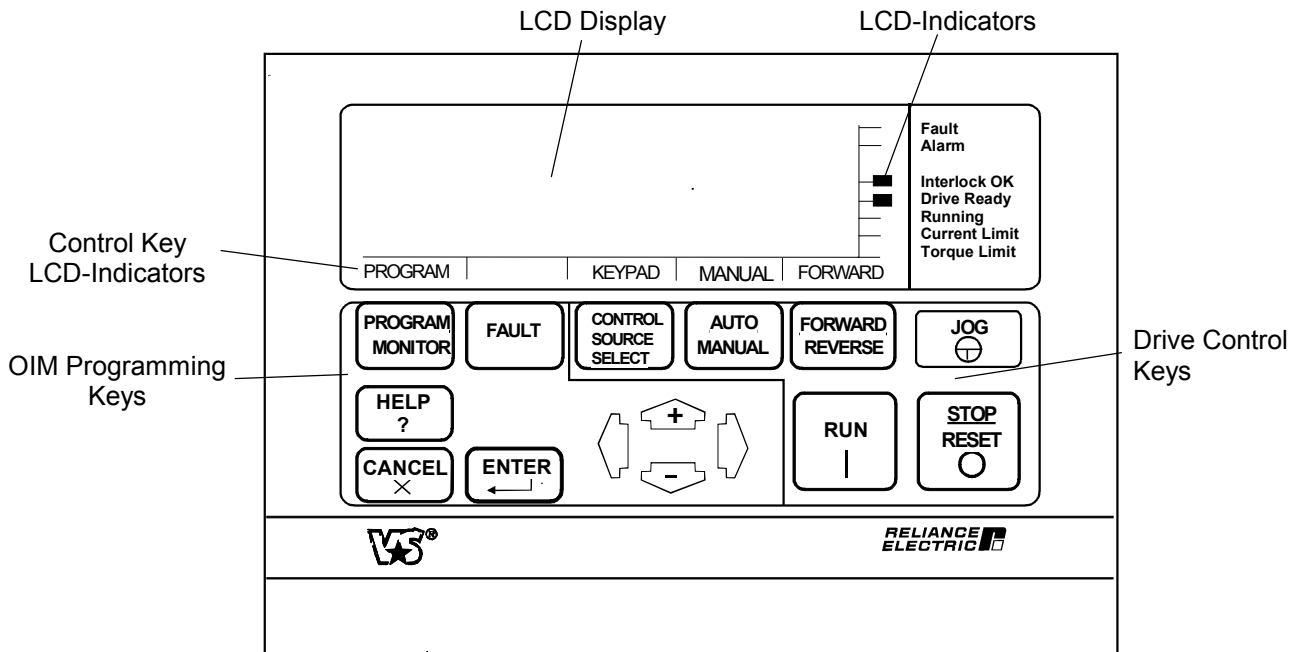 LCD Display
LCD-Indicators
Fault
Alarm
Interlock OK
Drive Ready
Running
Current Limit
Torque Limit
Control Key
LCD-Indicators
PROGRAM
KEYPAD
MANUAL
FORWARD
OIM Programming
Keys
PROGRAM
MONITOR
FAULT
CONTROL
SOURCE
SELECT
AUTO
MANUAL
FORWARD
REVERSE
JOG
Drive Control
Keys
HELP
?
CANCEL
ENTER
+
-
RUN
STOP
RESET
VS®
RELIANCE
ELECTRIC